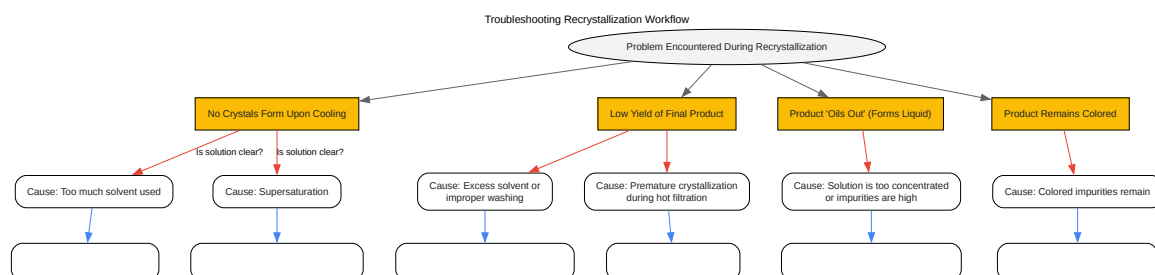 Troubleshooting Recrystallization Workflow
Problem Encountered During Recrystallization
No Crystals Form Upon Cooling
Low Yield of Final Product
Product 'Oils Out' (Forms Liquid)
Product Remains Colored
Is solution clear?
Is solution clear?
Cause: Too much solvent used
Cause: Supersaturation
Cause: Excess solvent or
improper washing
Cause: Premature crystallization
during hot filtration
Cause: Solution is too concentrated
or impurities are high
Cause: Colored impurities remain